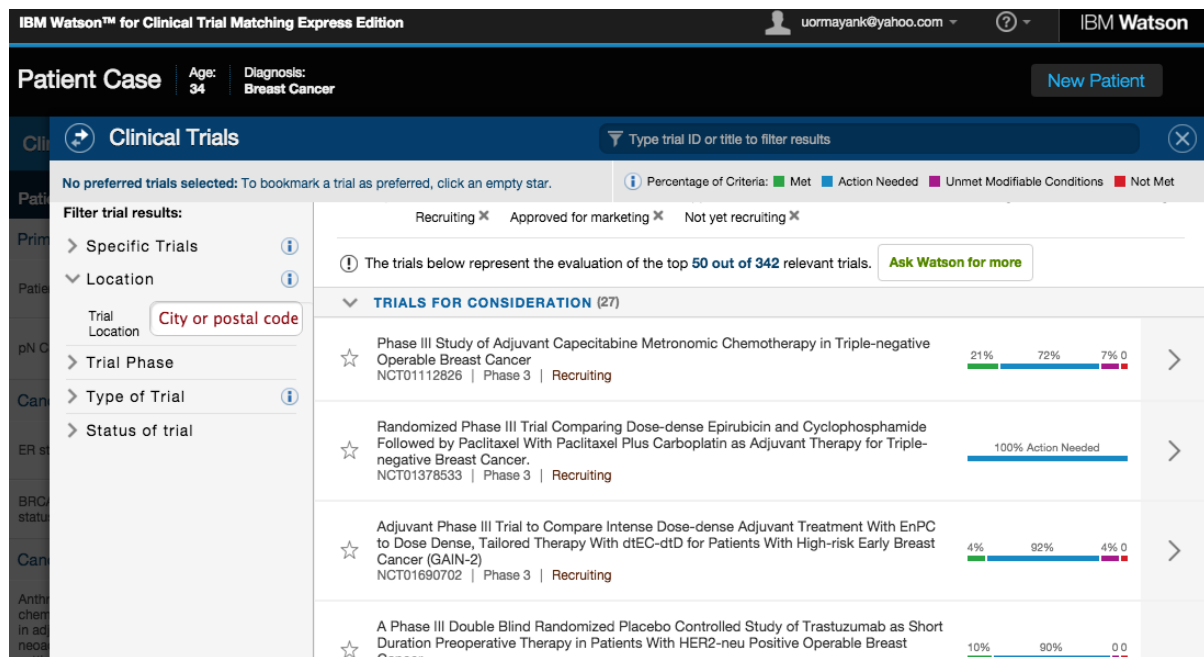 IBM Watson™ for Clinical Trial Matching Express Edition
uormayank@yahoo.com
?
IBM Watson
Patient Case
Age:
34
Diagnosis:
Breast Cancer
New Patient
Clinical Trials
Type trial ID or title to filter results
No preferred trials selected: To bookmark a trial as preferred, click an empty star.
i Percentage of Criteria: Met Action Needed Unmet Modifiable Conditions Not Met
Filter trial results:
Specific Trials i
Location i
Trial
Location
City or postal code
Trial Phase
Type of Trial i
Status of trial
Recruiting ✕ Approved for marketing ✕ Not yet recruiting ✕
! The trials below represent the evaluation of the top 50 out of 342 relevant trials. Ask Watson for more
TRIALS FOR CONSIDERATION (27)
Phase III Study of Adjuvant Capecitabine Metronomic Chemotherapy in Triple-negative
Operable Breast Cancer
NCT01112826 | Phase 3 | Recruiting
21% 72% 7% 0
Randomized Phase III Trial Comparing Dose-dense Epirubicin and Cyclophosphamide
Followed by Paclitaxel With Paclitaxel Plus Carboplatin as Adjuvant Therapy for Triple-
negative Breast Cancer.
NCT01378533 | Phase 3 | Recruiting
100% Action Needed
Adjuvant Phase III Trial to Compare Intense Dose-dense Adjuvant Treatment With EnPC
to Dose Dense, Tailored Therapy With dtEC-dtD for Patients With High-risk Early Breast
Cancer (GAIN-2)
NCT01690702 | Phase 3 | Recruiting
4% 92% 4% 0
A Phase III Double Blind Randomized Placebo Controlled Study of Trastuzumab as Short
Duration Preoperative Therapy in Patients With HER2-neu Positive Operable Breast
10% 90% 0 0